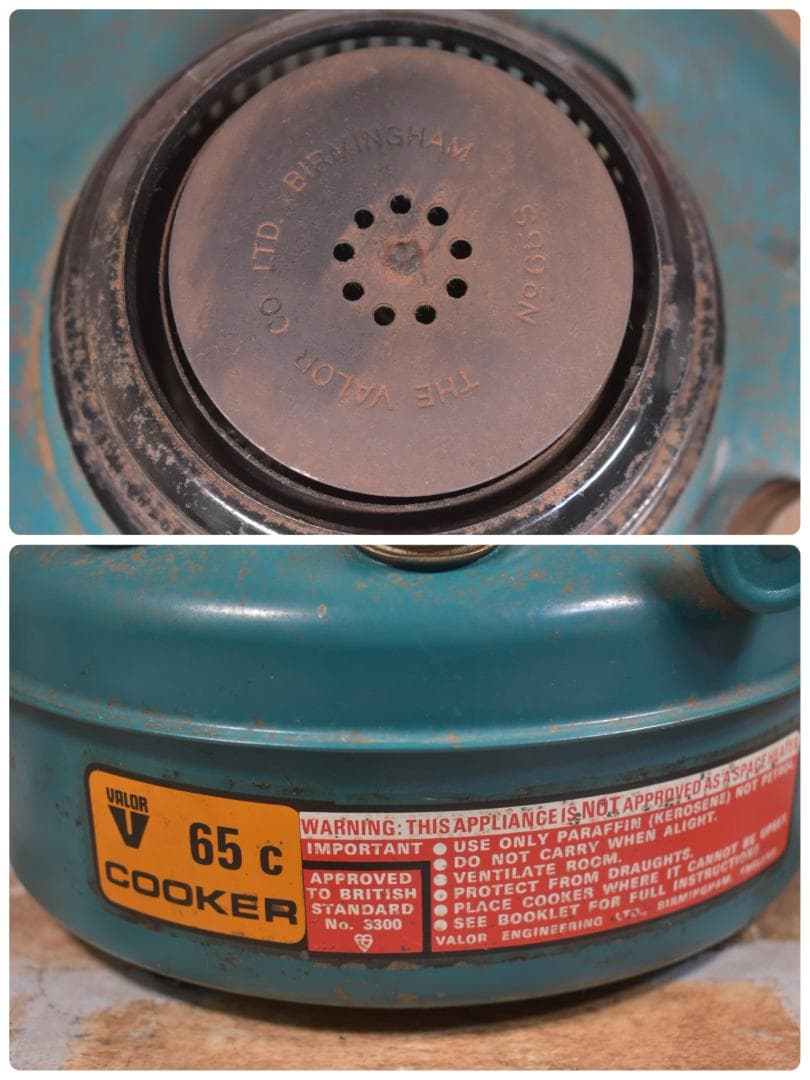 THE VALOR CO. LTD. BIRMINGHAM
VALOR
V 65 c
COOKER
WARNING: THIS APPLIANCE IS NOT APPROVED AS A SPACE HEATER
IMPORTANT
● USE ONLY PARAFFIN (KEROSENE) NOT PETROL
● DO NOT CARRY WHEN ALIGHT.
● VENTILATE ROOM.
● PROTECT FROM DRAUGHTS.
● PLACE COOKER WHERE IT CANNOT BE UPSET
● SEE BOOKLET FOR FULL INSTRUCTIONS
APPROVED
TO BRITISH
STANDARD
No. 3300
VALOR ENGINEERING LTD., BIRMINGHAM, ENGLAND